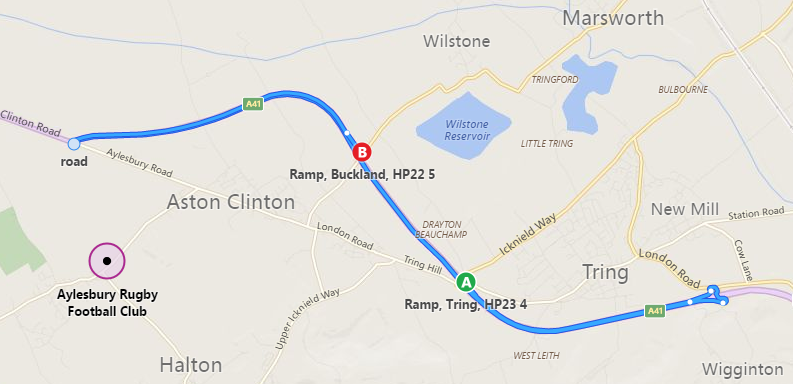 Marsworth
Wilstone
TRINGFORD
BULBOURNE
A41
Clinton Road
Wilstone
Reservoir
LITTLE TRING
B
road
Aylesbury Road
Ramp, Buckland, HP22 5
Aston Clinton
New Mill
Station Road
DRAYTON
BEAUCHAMP
Icknield Way
London Road
Cow Lane
Tring Hill
London Road
Tring
A
Aylesbury Rugby
Football Club
Upper Icknield Way
Ramp, Tring, HP23 4
A41
WEST LEITH
Halton
Wigginton